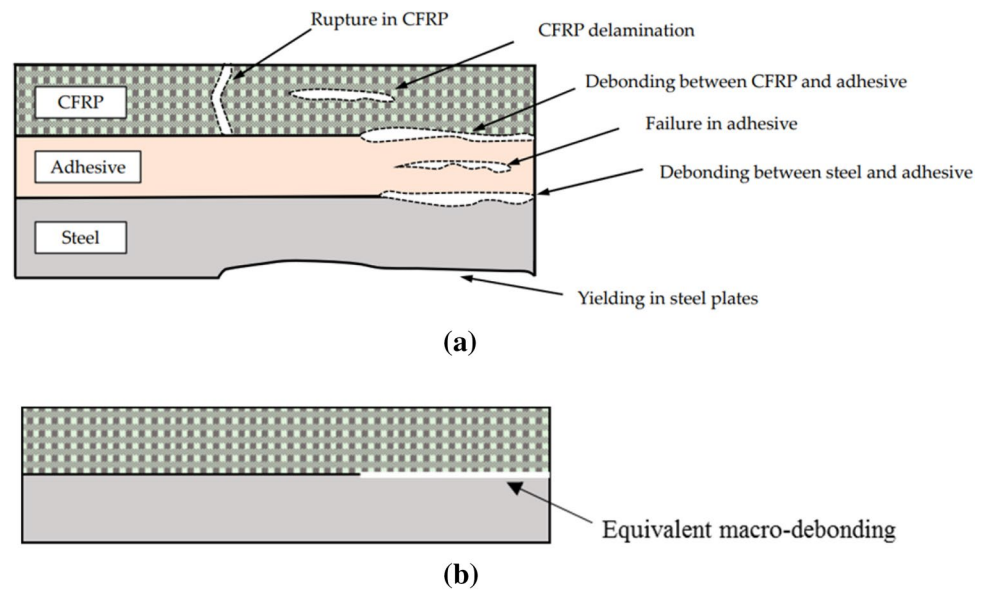 Rupture in CFRP
CFRP delamination
Debonding between CFRP and adhesive
CFRP
Failure in adhesive
Adhesive
Debonding between steel and adhesive
Steel
Yielding in steel plates
(a)
Equivalent macro-debonding
(b)